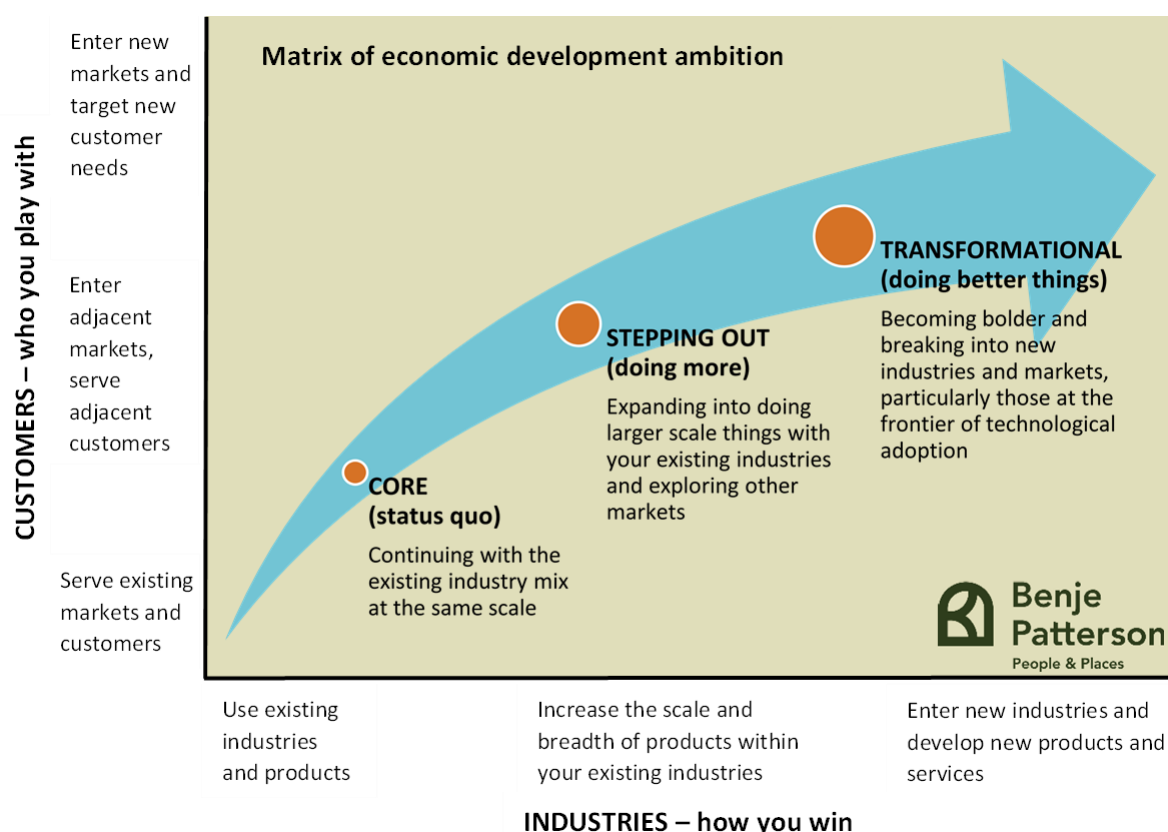 Matrix of economic development ambition
CUSTOMERS – who you play with
Enter new
markets and
target new
customer
needs
Enter
adjacent
markets,
serve
adjacent
customers
Serve existing
markets and
customers
TRANSFORMATIONAL
(doing better things)
Becoming bolder and
breaking into new
industries and markets,
particularly those at the
frontier of technological
adoption
STEPPING OUT
(doing more)
Expanding into doing
larger scale things with
your existing industries
and exploring other
markets
CORE
(status quo)
Continuing with the
existing industry mix
at the same scale
Benje
Patterson
People & Places
Use existing
industries
and products
Increase the scale and
breadth of products within
your existing industries
Enter new industries and
develop new products and
services
INDUSTRIES – how you win